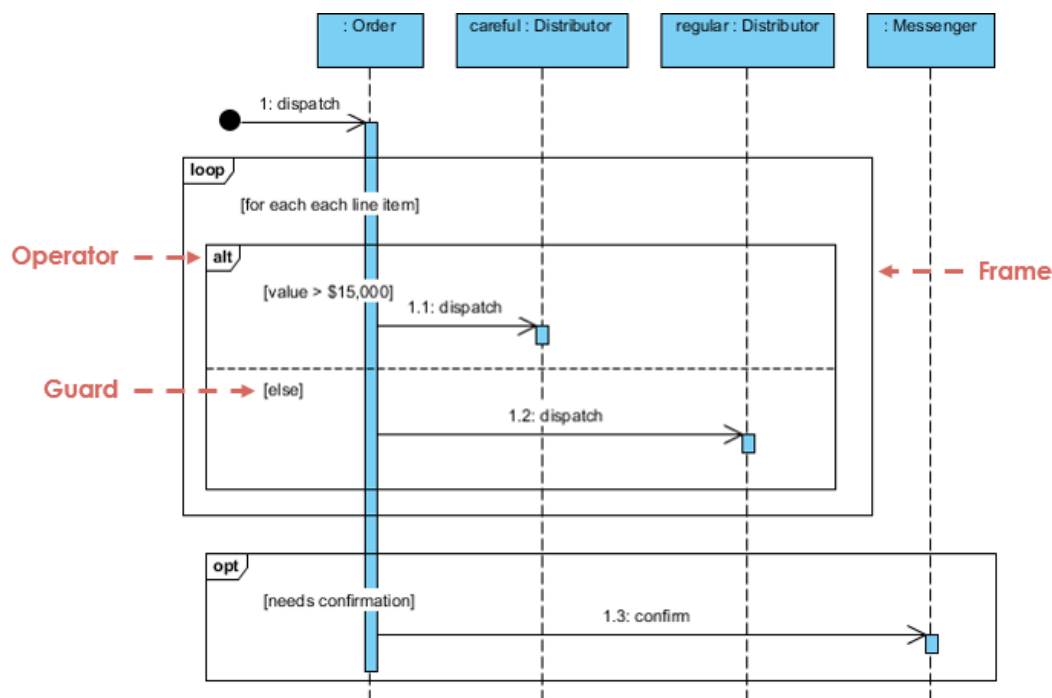 : Order
careful : Distributor
regular : Distributor
: Messenger
1: dispatch
loop
[for each each line item]
Operator
alt
Frame
[value > $15,000]
1.1: dispatch
Guard
[else]
1.2: dispatch
opt
[needs confirmation]
1.3: confirm